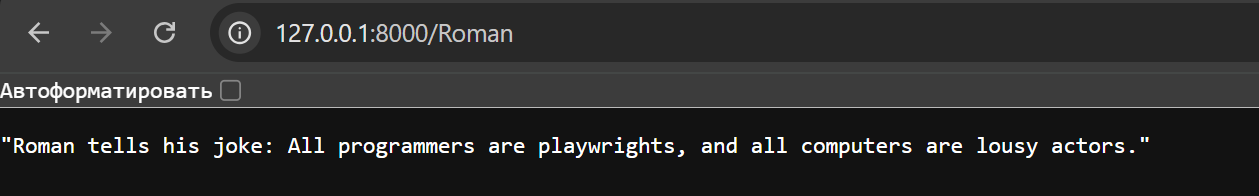 127.0.0.1:8000/Roman
Автоформатировать
"Roman tells his joke: All programmers are playwrights, and all computers are lousy actors."